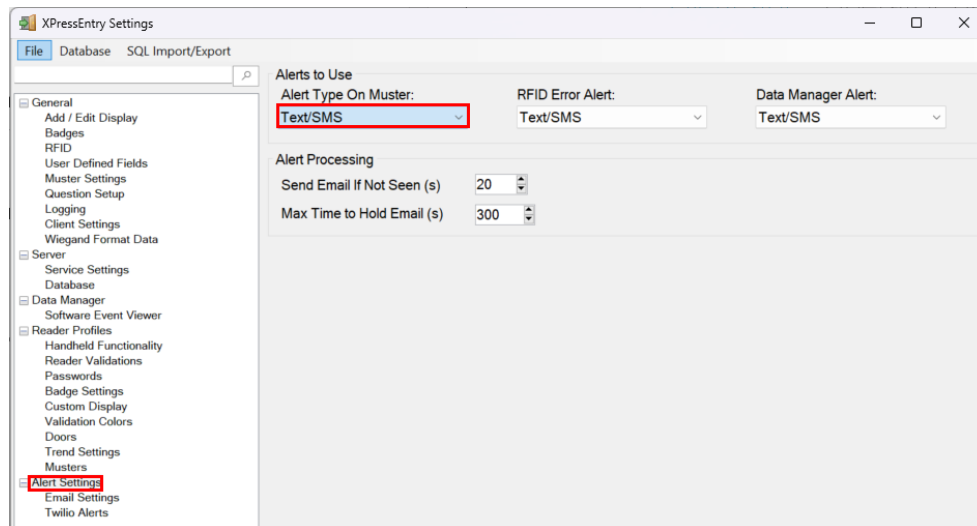 XPressEntry Settings
File Database SQL Import/Export
General
Add / Edit Display
Badges
RFID
User Defined Fields
Muster Settings
Question Setup
Logging
Client Settings
Wiegand Format Data
Server
Service Settings
Database
Data Manager
Software Event Viewer
Reader Profiles
Handheld Functionality
Reader Validations
Passwords
Badge Settings
Custom Display
Validation Colors
Doors
Trend Settings
Musters
Alert Settings
Email Settings
Twilio Alerts
Alerts to Use
Alert Type On Muster: RFID Error Alert: Data Manager Alert:
Text/SMS Text/SMS Text/SMS
Alert Processing
Send Email If Not Seen (s) 20
Max Time to Hold Email (s) 300